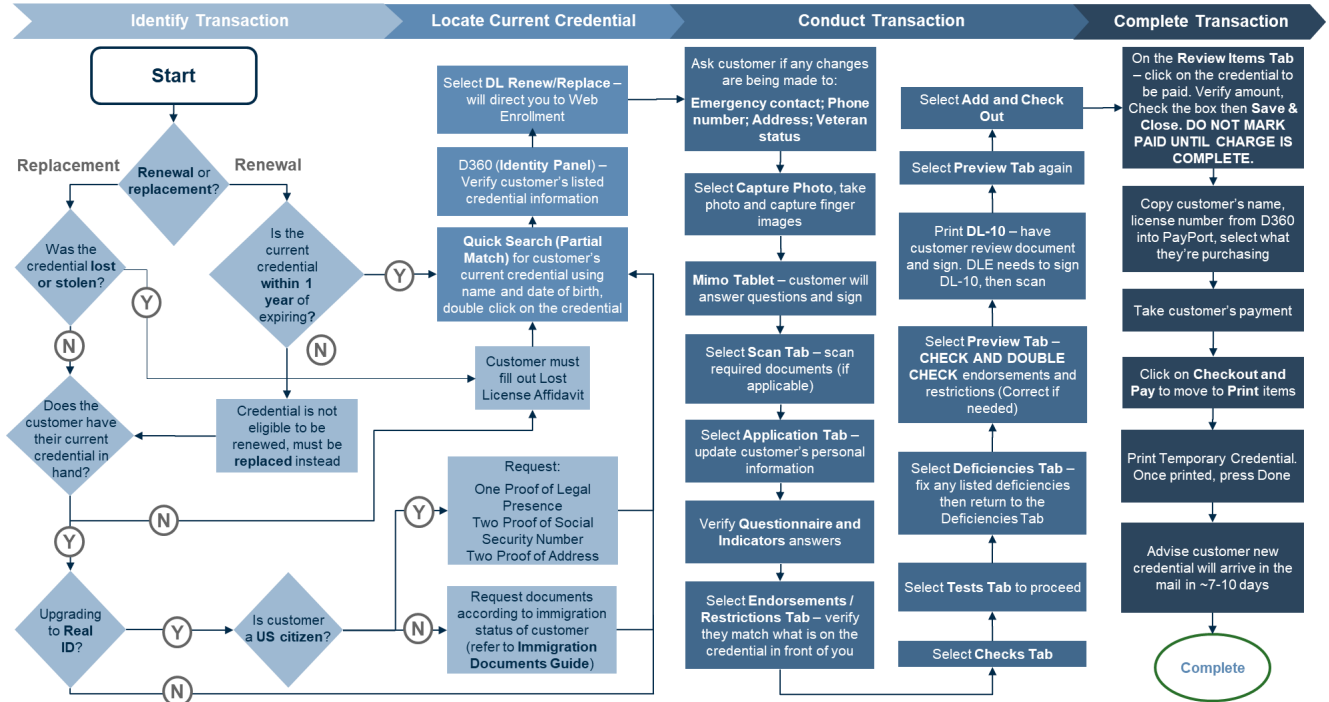 Identify Transaction
Locate Current Credential
Conduct Transaction
Complete Transaction
Start
Replacement
Renewal
Renewal or
replacement?
Was the
credential lost
or stolen?
Y
N
Is the
current
credential
within 1
year of
expiring?
Y
N
Does the
customer have
their current
credential in
hand?
Credential is not
eligible to be
renewed, must be
replaced instead
N
Y
Upgrading
to Real
ID?
Y
N
Is customer
a US citizen?
Y
N
Select DL Renew/Replace –
will direct you to Web
Enrollment
D360 (Identity Panel) –
Verify customer's listed
credential information
Quick Search (Partial
Match) for customer's
current credential using
name and date of birth,
double click on the credential
Customer must
fill out Lost
License Affidavit
Request:
One Proof of Legal
Presence
Two Proof of Social
Security Number
Two Proof of Address
Request documents
according to immigration
status of customer
(refer to Immigration
Documents Guide)
Ask customer if any changes
are being made to:
Emergency contact; Phone
number; Address; Veteran
status
Select Capture Photo, take
photo and capture finger
images
Mimo Tablet – customer will
answer questions and sign
Select Scan Tab – scan
required documents (if
applicable)
Select Application Tab –
update customer's personal
information
Verify Questionnaire and
Indicators answers
Select Endorsements /
Restrictions Tab – verify
they match what is on the
credential in front of you
Select Add and Check
Out
Select Preview Tab again
Print DL-10 – have
customer review document
and sign. DLE needs to sign
DL-10, then scan
Select Preview Tab –
CHECK AND DOUBLE
CHECK endorsements and
restrictions (Correct if
needed)
Select Deficiencies Tab –
fix any listed deficiencies
then return to the
Deficiencies Tab
Select Tests Tab to proceed
Select Checks Tab
On the Review Items Tab
– click on the credential to
be paid. Verify amount,
Check the box then Save &
Close. DO NOT MARK
PAID UNTIL CHARGE IS
COMPLETE.
Copy customer's name,
license number from D360
into PayPort, select what
they're purchasing
Take customer's payment
Click on Checkout and
Pay to move to Print items
Print Temporary Credential.
Once printed, press Done
Advise customer new
credential will arrive in the
mail in ~7-10 days
Complete